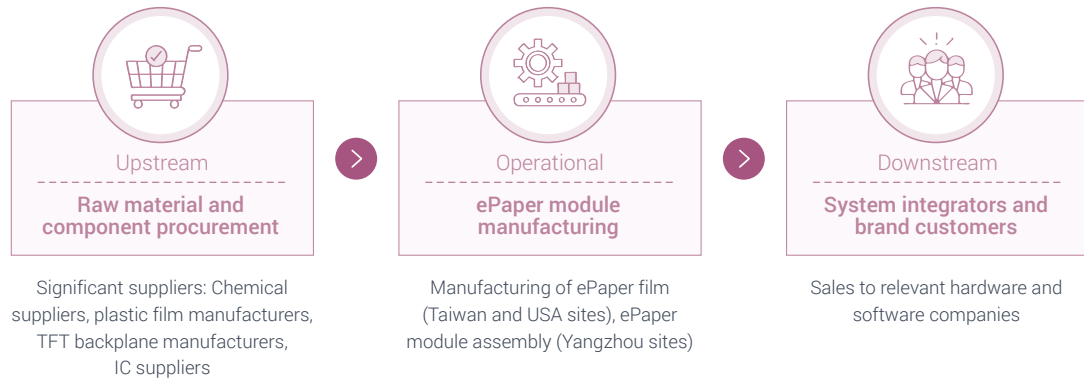 Upstream
Raw material and
component procurement
Significant suppliers: Chemical
suppliers, plastic film manufacturers,
TFT backplane manufacturers,
IC suppliers
Operational
ePaper module
manufacturing
Manufacturing of ePaper film
(Taiwan and USA sites), ePaper
module assembly (Yangzhou sites)
Downstream
System integrators and
brand customers
Sales to relevant hardware and
software companies